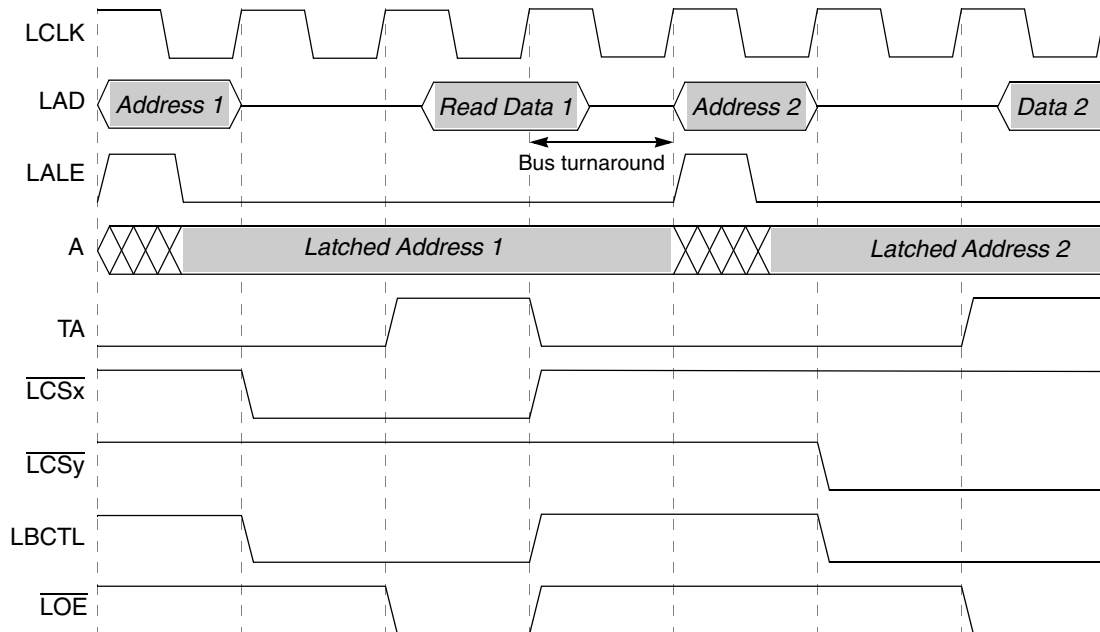 LCLK
LAD Address 1 Read Data 1 Address 2 Data 2
Bus turnaround
LALE
A Latched Address 1 Latched Address 2
TA
LCSx
LCSy
LBCTL
LOE